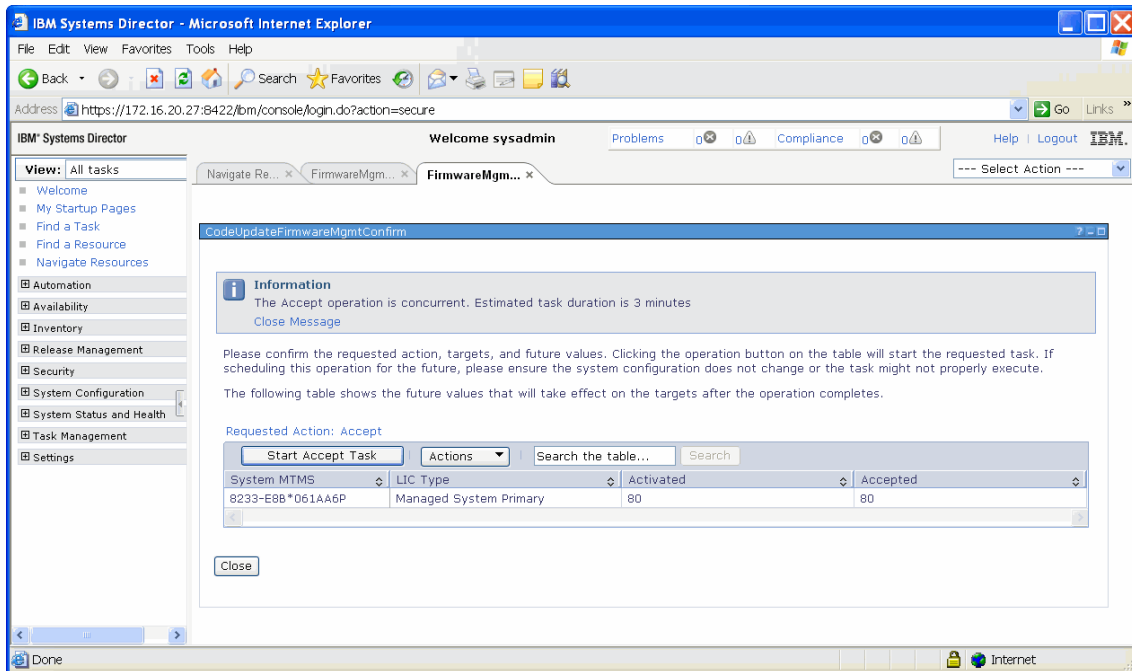 IBM Systems Director - Microsoft Internet Explorer
File Edit View Favorites Tools Help
Back Search Favorites
Address https://172.16.20.27:8422/ibm/console/login.do?action=secure Go Links »
IBM® Systems Director Welcome sysadmin Problems 0 0 Compliance 0 0 Help | Logout IBM.
View: All tasks
Navigate Re... × FirmwareMgm... × FirmwareMgm... × --- Select Action ---
Welcome
My Startup Pages
Find a Task
Find a Resource
Navigate Resources
Automation
Availability
Inventory
Release Management
Security
System Configuration
System Status and Health
Task Management
Settings
CodeUpdateFirmwareMgmtConfirm ?
Information
The Accept operation is concurrent. Estimated task duration is 3 minutes
Close Message
Please confirm the requested action, targets, and future values. Clicking the operation button on the table will start the requested task. If
scheduling this operation for the future, please ensure the system configuration does not change or the task might not properly execute.
The following table shows the future values that will take effect on the targets after the operation completes.
Requested Action: Accept
Start Accept Task Actions Search the table... Search
System MTMS LIC Type Activated Accepted
8233-E8B*061AA6P Managed System Primary 80 80
Close
Done Internet